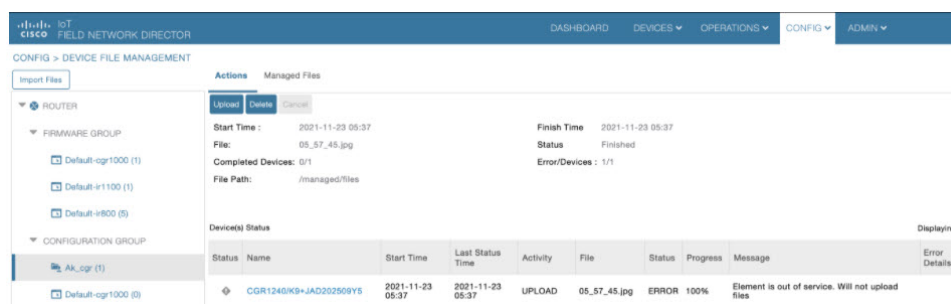 IoT
CISCO FIELD NETWORK DIRECTOR
DASHBOARD DEVICES OPERATIONS CONFIG ADMIN
CONFIG > DEVICE FILE MANAGEMENT
Import Files
Actions Managed Files
ROUTER
Upload Delete Cancel
FIRMWARE GROUP
Start Time : 2021-11-23 05:37 Finish Time 2021-11-23 05:37
File: 05_57_45.jpg Status Finished
Default-cgr1000 (1)
Completed Devices: 0/1 Error/Devices : 1/1
File Path: /managed/files
Default-ir1100 (1)
Default-ir800 (5)
Device(s) Status Displayin
CONFIGURATION GROUP
Status Name Start Time Last Status Time Activity File Status Progress Message Error Details
Ak_cgr (1)
CGR1240/K9+JAD202509Y5 2021-11-23 05:37 2021-11-23 05:37 UPLOAD 05_57_45.jpg ERROR 100% Element is out of service. Will not upload files
Default-cgr1000 (0)